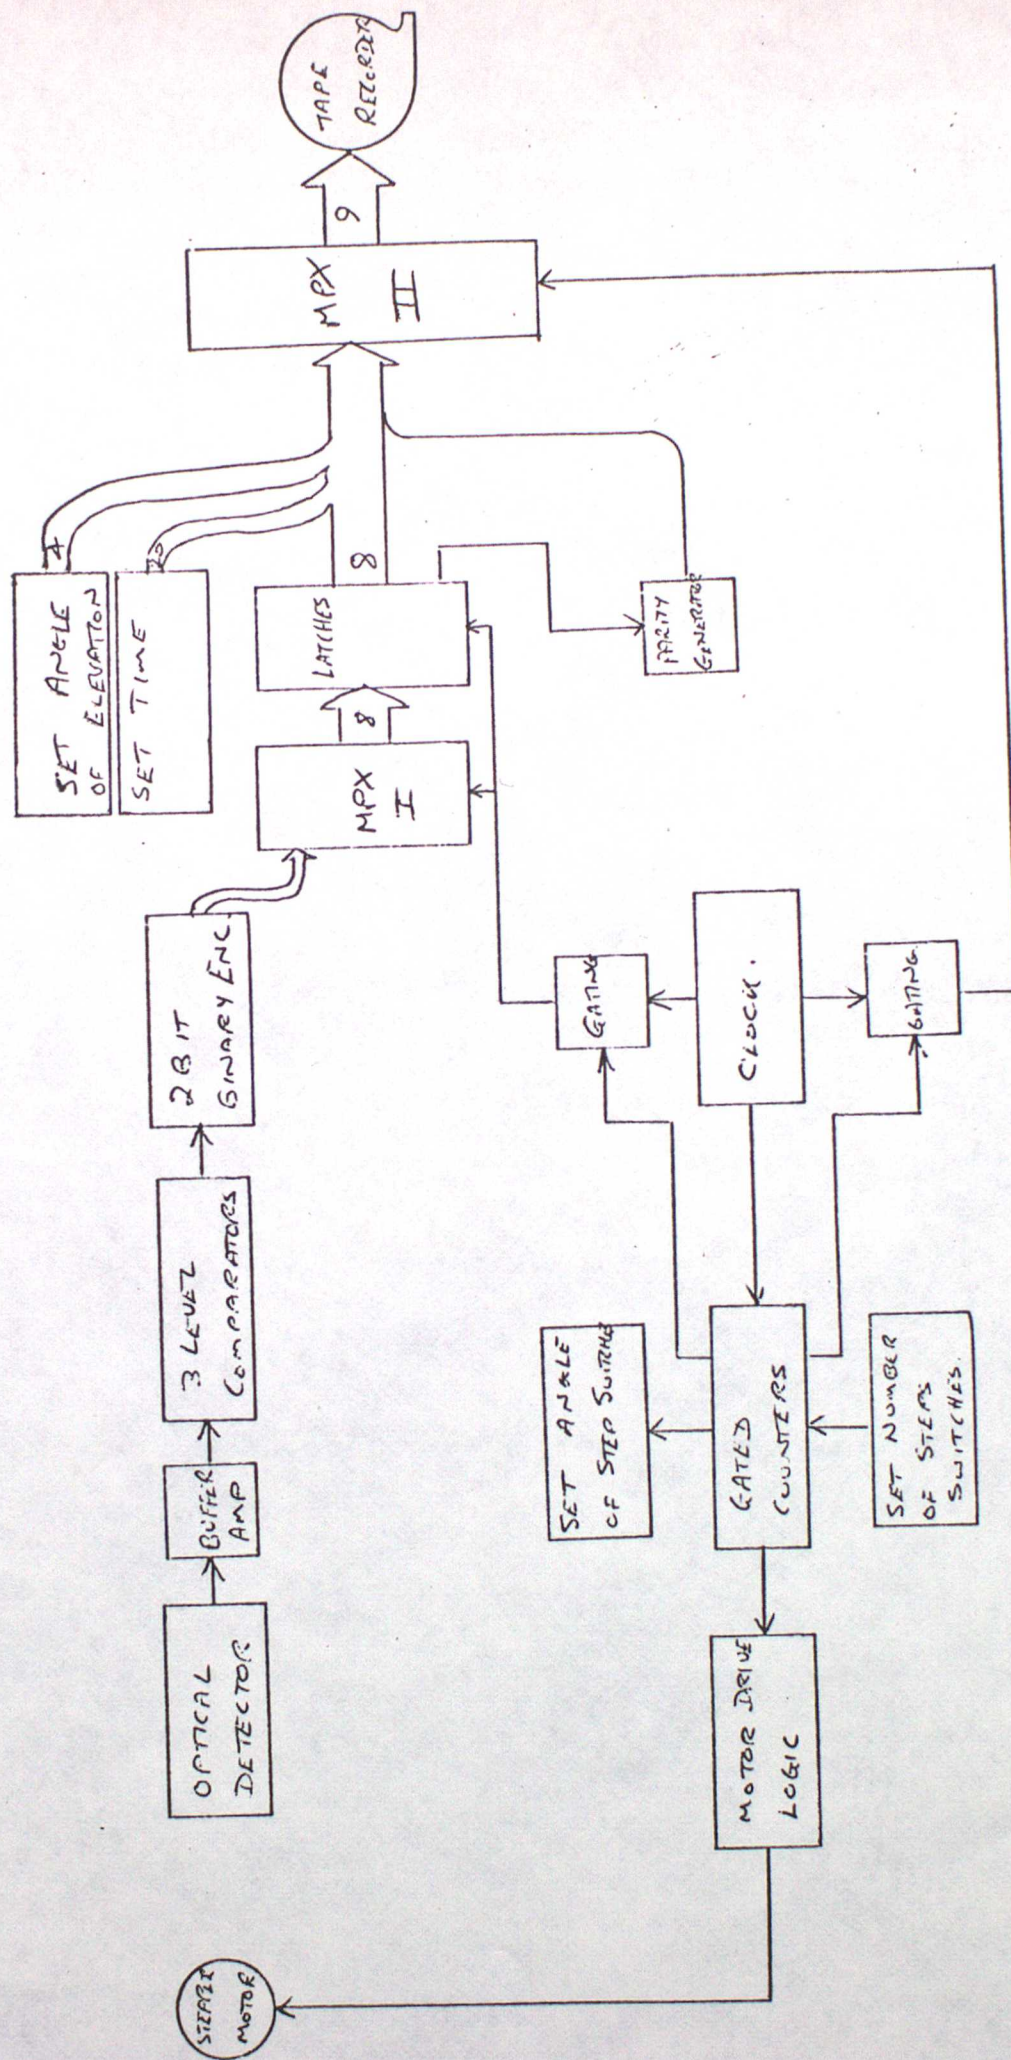 STEPPER
MOTOR
OPTICAL
DETECTOR
BUFFER
AMP
3 LEVEL
COMPARATORS
2 BIT
BINARY ENC.
SET ANGLE
OF ELEVATION
4
SET TIME
20
MPX
I
8
LATCHES
8
MPX
II
9
TAPE
RECORDER
PARITY
GENERATOR
GATING
CLOCK.
GATING.
SET ANGLE
OF STEP SWITCHES
GATED
COUNTERS
SET NUMBER
OF STEPS
SWITCHES.
MOTOR DRIVE
LOGIC